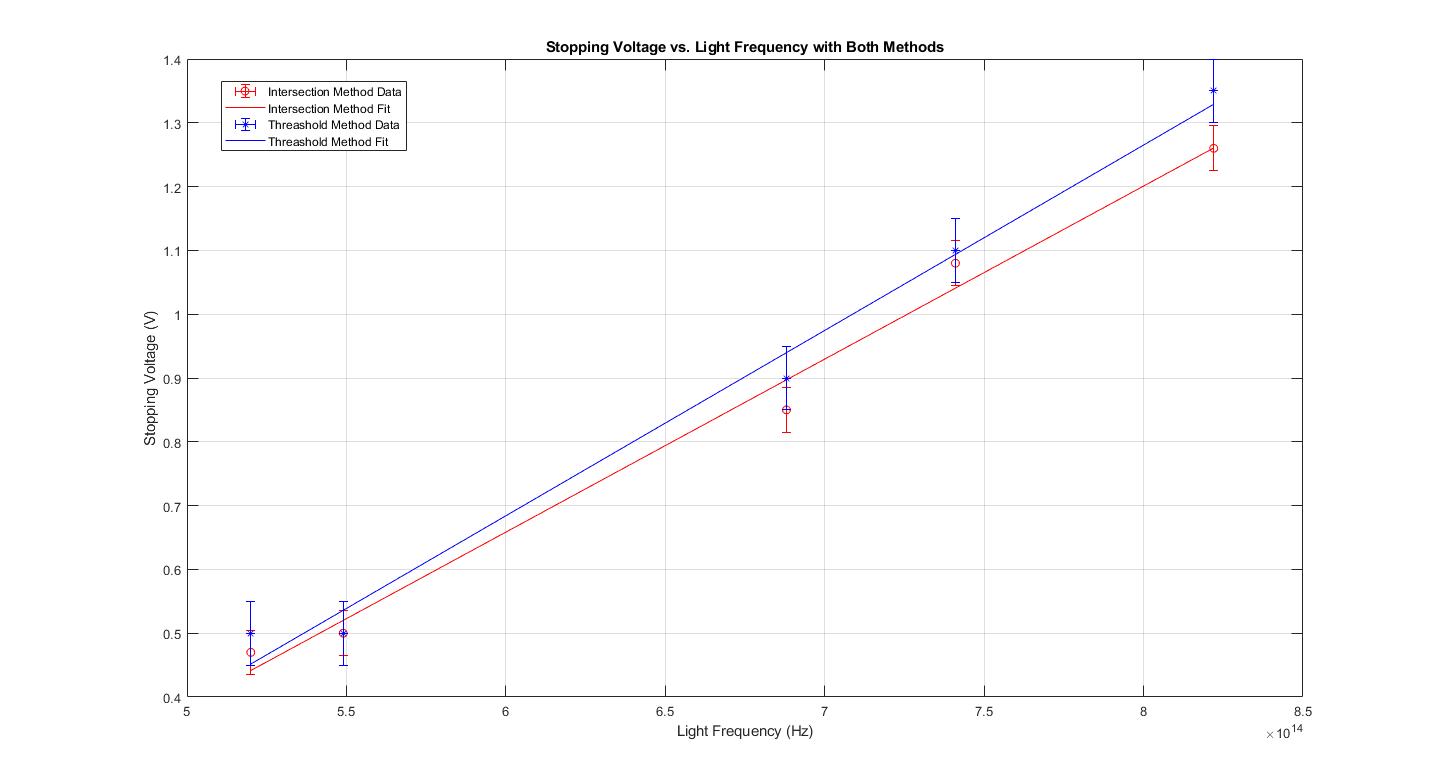 Stopping Voltage vs. Light Frequency with Both Methods
Intersection Method Data
Intersection Method Fit
Threashold Method Data
Threashold Method Fit
Stopping Voltage (V)
1.4
1.3
1.2
1.1
1
0.9
0.8
0.7
0.6
0.5
0.4
5 5.5 6 6.5 7 7.5 8 8.5
Light Frequency (Hz)
×10^14